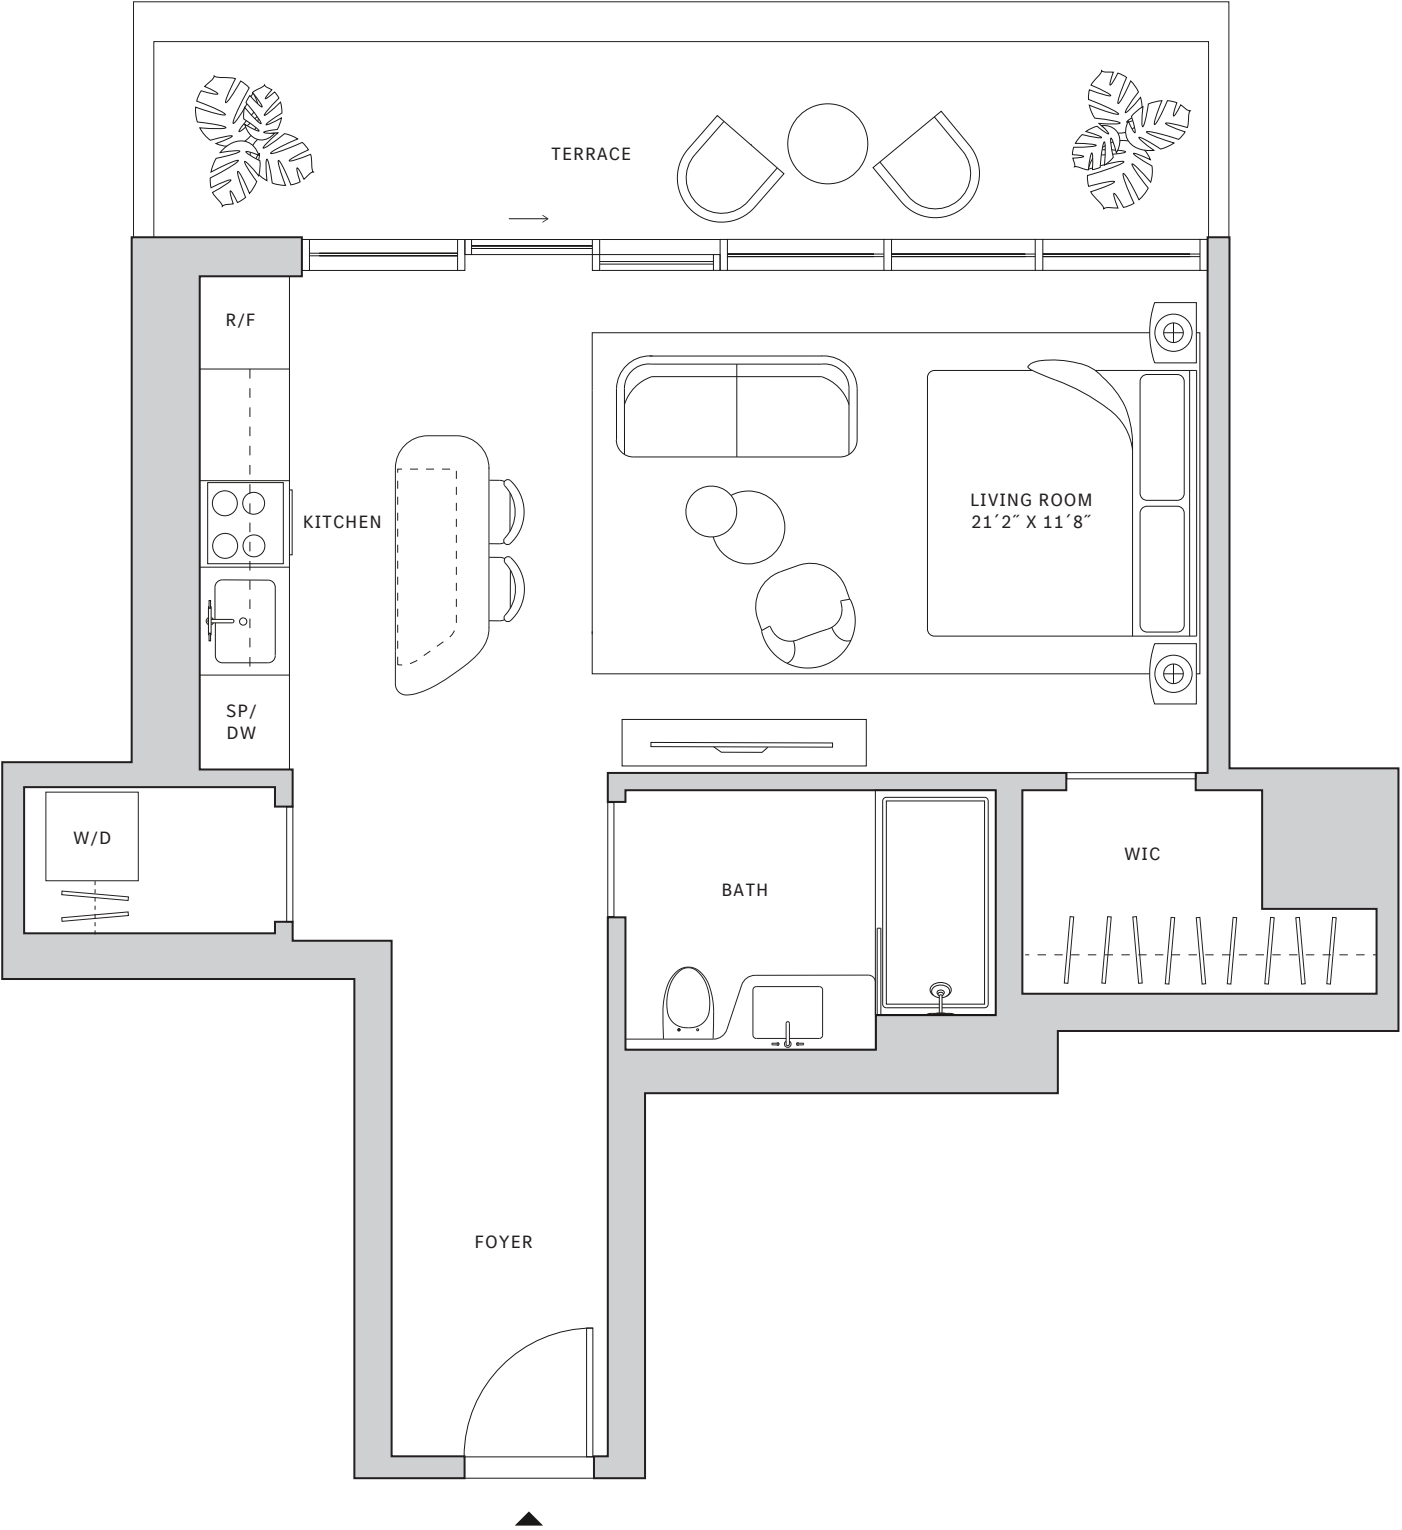 TERRACE
R/F
KITCHEN
LIVING ROOM
21´2˝ X 11´8˝
SP/
DW
W/D
BATH
WIC
FOYER